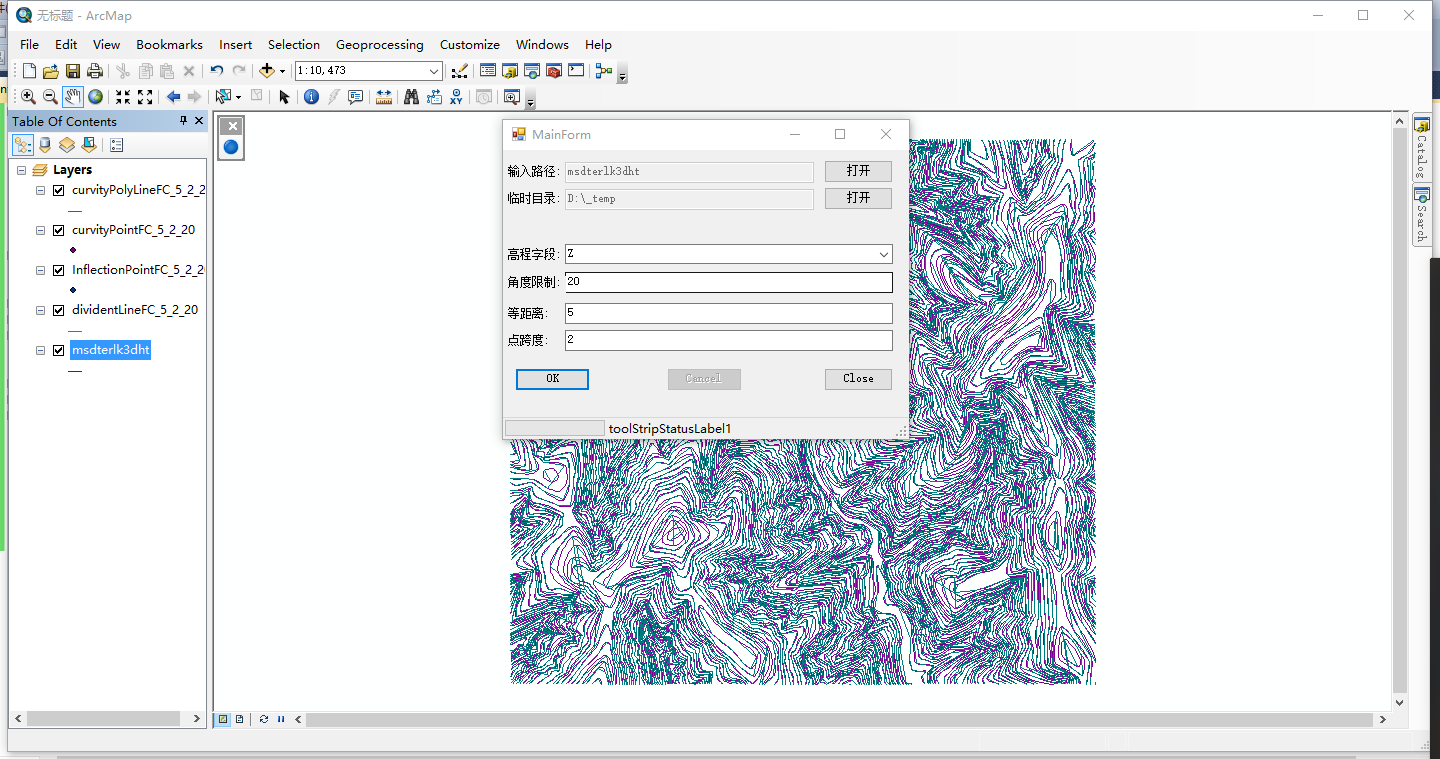 无标题 - ArcMap
File Edit View Bookmarks Insert Selection Geoprocessing Customize Windows Help
1:10,473
Table Of Contents
Layers
curvityPolyLineFC_5_2_2
curvityPointFC_5_2_20
InflectionPointFC_5_2_20
dividentLineFC_5_2_20
msdterlk3dht
MainForm
输入路径: msdterlk3dht 打开
临时目录: D:\_temp 打开
高程字段: Z
角度限制: 20
等距离: 5
点跨度: 2
OK Cancel Close
toolStripStatusLabel1
Catalog
Search